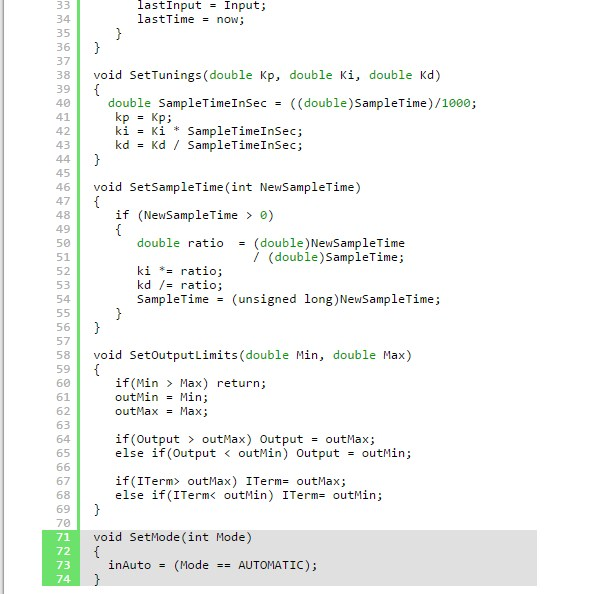 33 lastInput = Input;
34 lastTime = now;
35 }
36 }
37
38 void SetTunings(double Kp, double Ki, double Kd)
39 {
40 double SampleTimeInSec = ((double)SampleTime)/1000;
41 kp = Kp;
42 ki = Ki * SampleTimeInSec;
43 kd = Kd / SampleTimeInSec;
44 }
45
46 void SetSampleTime(int NewSampleTime)
47 {
48 if (NewSampleTime > 0)
49 {
50 double ratio = (double)NewSampleTime
51 / (double)SampleTime;
52 ki *= ratio;
53 kd /= ratio;
54 SampleTime = (unsigned long)NewSampleTime;
55 }
56 }
57
58 void SetOutputLimits(double Min, double Max)
59 {
60 if(Min > Max) return;
61 outMin = Min;
62 outMax = Max;
63
64 if(Output > outMax) Output = outMax;
65 else if(Output < outMin) Output = outMin;
66
67 if(ITerm> outMax) ITerm= outMax;
68 else if(ITerm< outMin) ITerm= outMin;
69 }
70
71 void SetMode(int Mode)
72 {
73 inAuto = (Mode == AUTOMATIC);
74 }